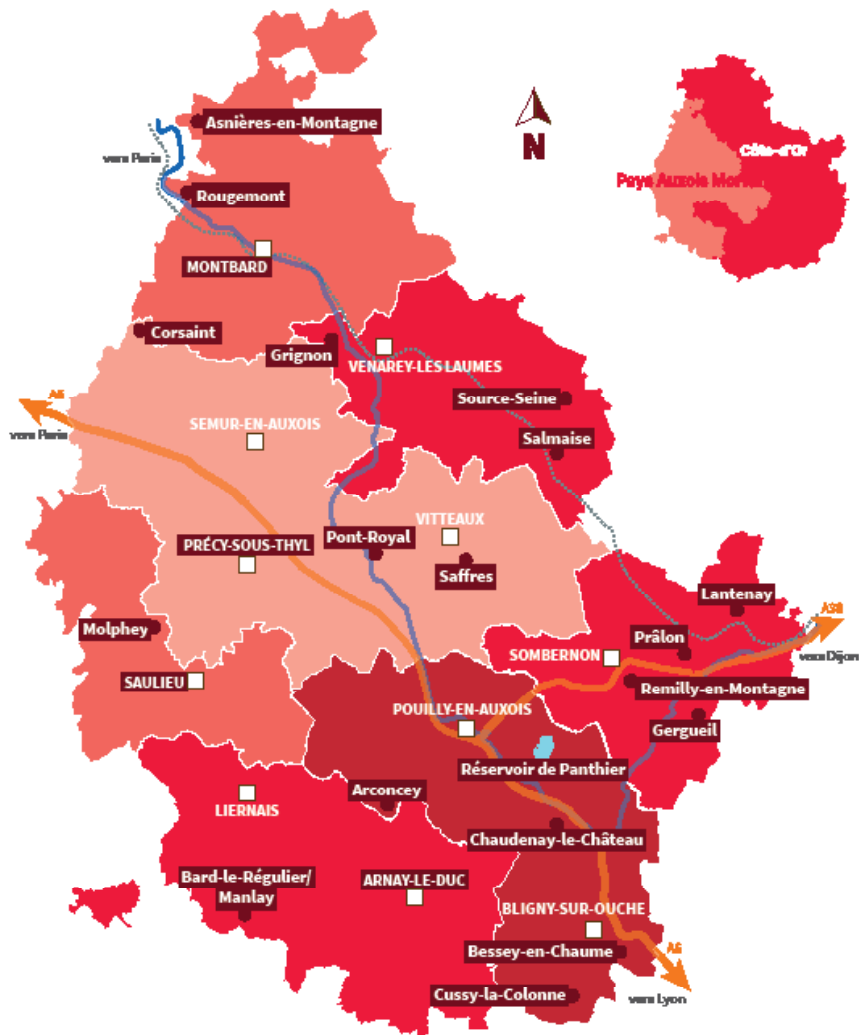 Asnières-en-Montagne
vers Paris
N
Côte-d'Or
Pays Auxois Morvan
Rougemont
MONTBARD
Corsaint
Grignon
VENAREY-LES LAUMES
A6
vers Paris
Source-Seine
SEMUR-EN-AUXOIS
Salmaise
VITTEAUX
Pont-Royal
PRÉCY-SOUS-THYL
Saffres
Lantenay
A38
Molphey
Prâlon
SOMBERNON
vers Dijon
SAULIEU
Remilly-en-Montagne
POUILLY-EN-AUXOIS
Gergueil
Réservoir de Panthier
Arconcey
LIERNAIS
Chaudenay-le-Château
Bard-le-Régulier/
Manlay
ARNAY-LE-DUC
BLIGNY-SUR-OUCHE
A6
Bessey-en-Chaume
Cussy-la-Colonne
vers Lyon